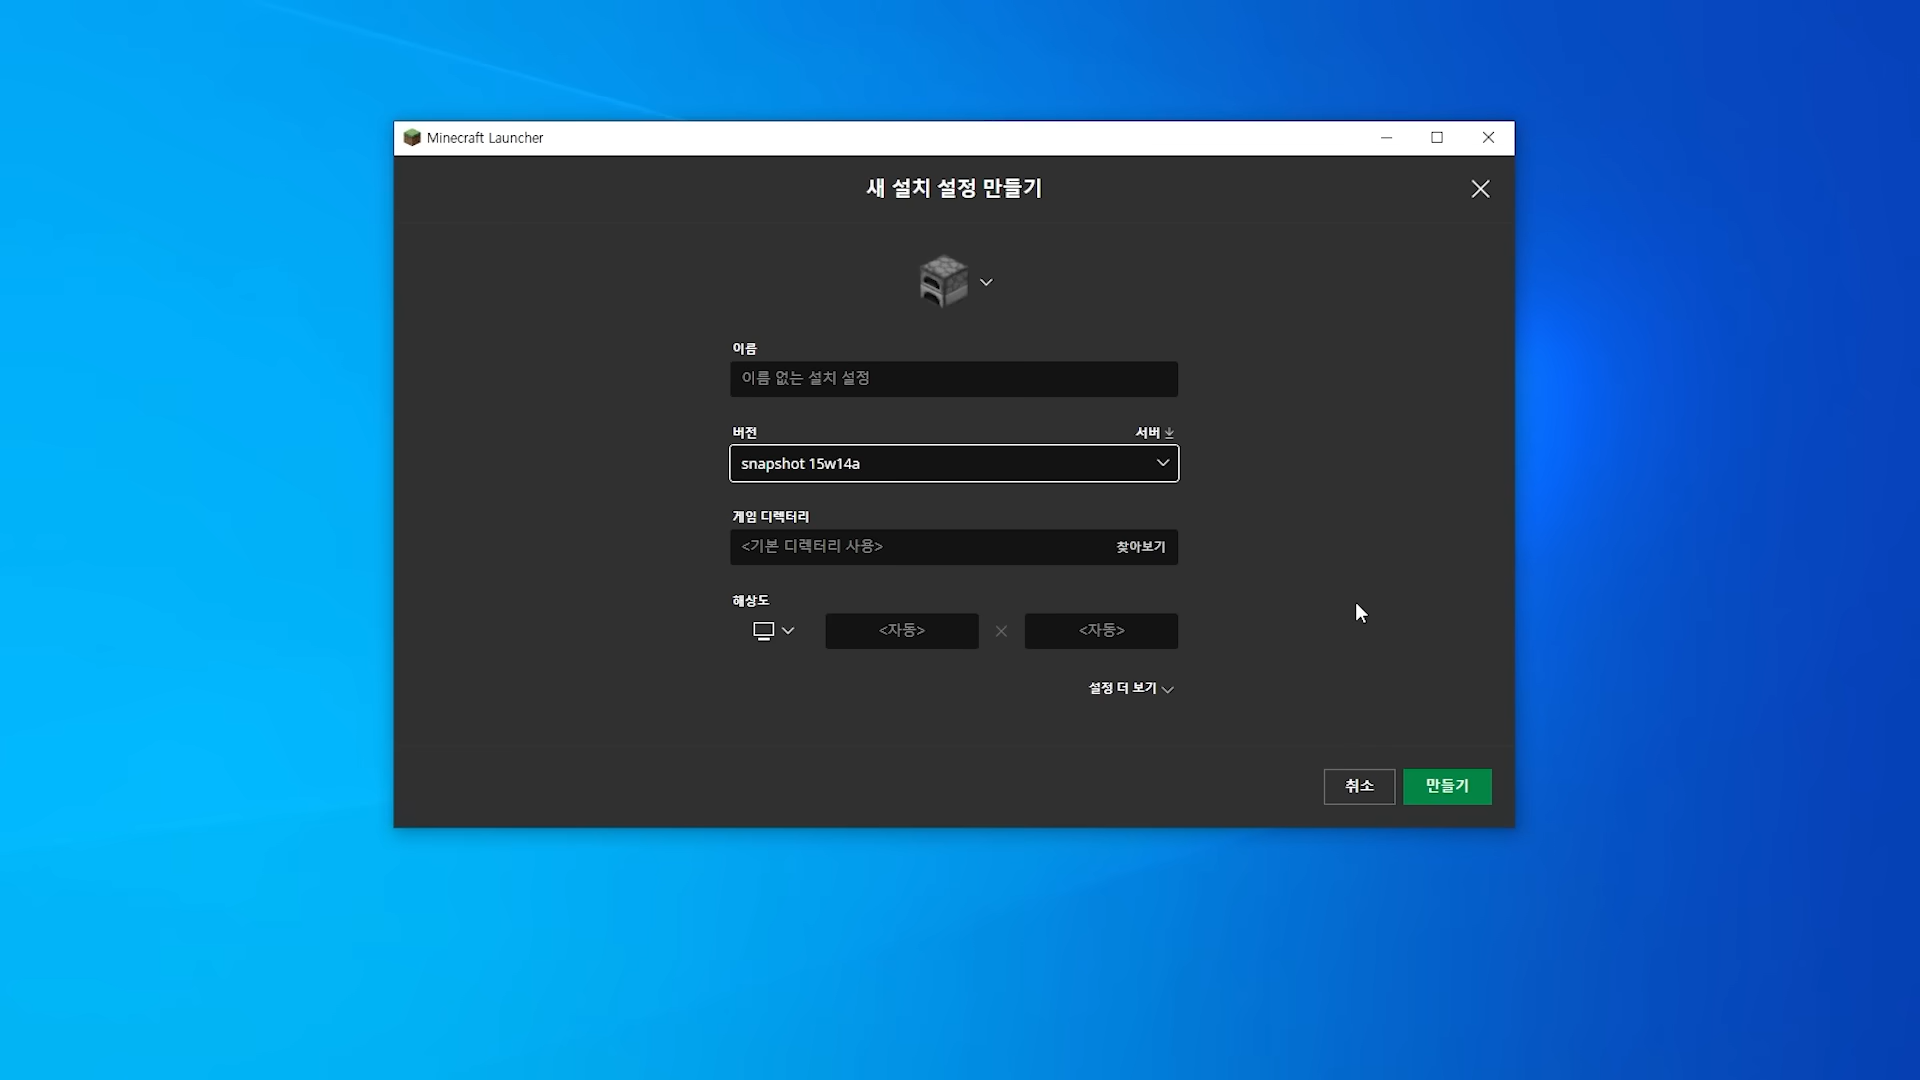 Minecraft Launcher
새 설치 설정 만들기
이름
이름 없는 설치 설정
버전 서버
snapshot 15w14a
게임 디렉터리
<기본 디렉터리 사용> 찾아보기
해상도
<자동> <자동>
설정 더 보기
취소 만들기